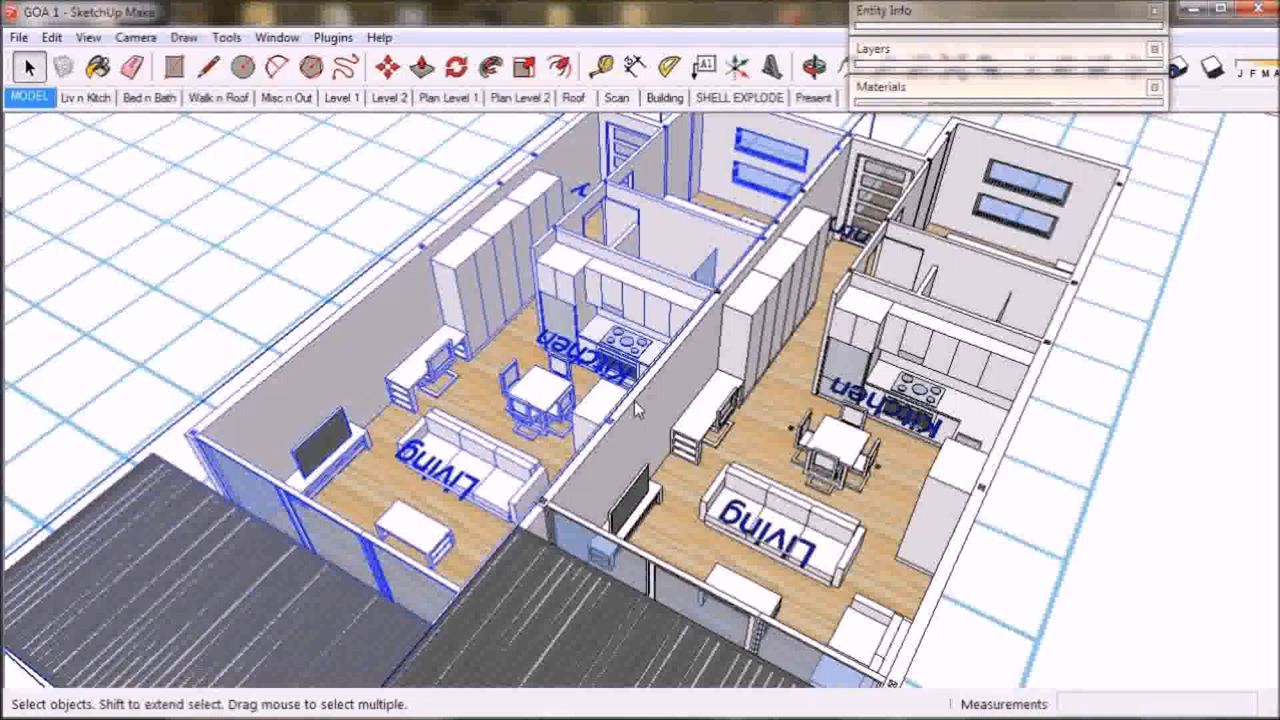 GOA 1 - SketchUp Make
Entity Info
File Edit View Camera Draw Tools Window Plugins Help
Layers
A1
J F M A
Materials
MODEL Liv n Kitch Bed n Bath Walk n Roof Misc n Out Level 1 Level 2 Plan Level 1 Plan Level 2 Roof Scan Building SHELL EXPLODE Present
Kitchen
Kitchen
Living
Living
Select objects. Shift to extend select. Drag mouse to select multiple.
Measurements